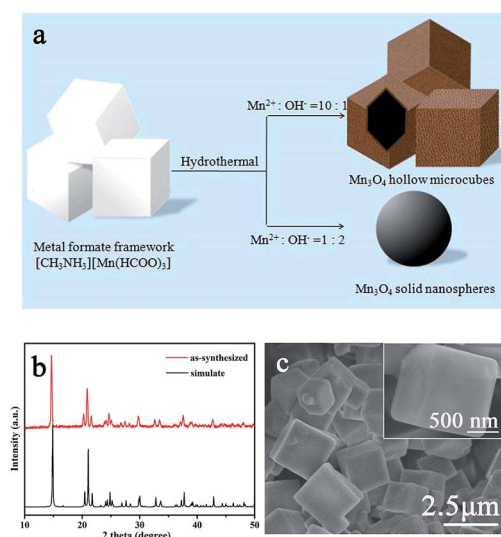 a
Mn²⁺ : OH⁻ =10 : 1
Hydrothermal
Mn₃O₄ hollow microcubes
Metal formate framework
[CH₃NH₃][Mn(HCOO)₃]
Mn²⁺ : OH⁻ =1 : 2
Mn₃O₄ solid nanospheres
b
as-synthesized
simulate
Intensity (a.u.)
10 20 30 40 50
2 theta (degree)
c
500 nm
2.5μm